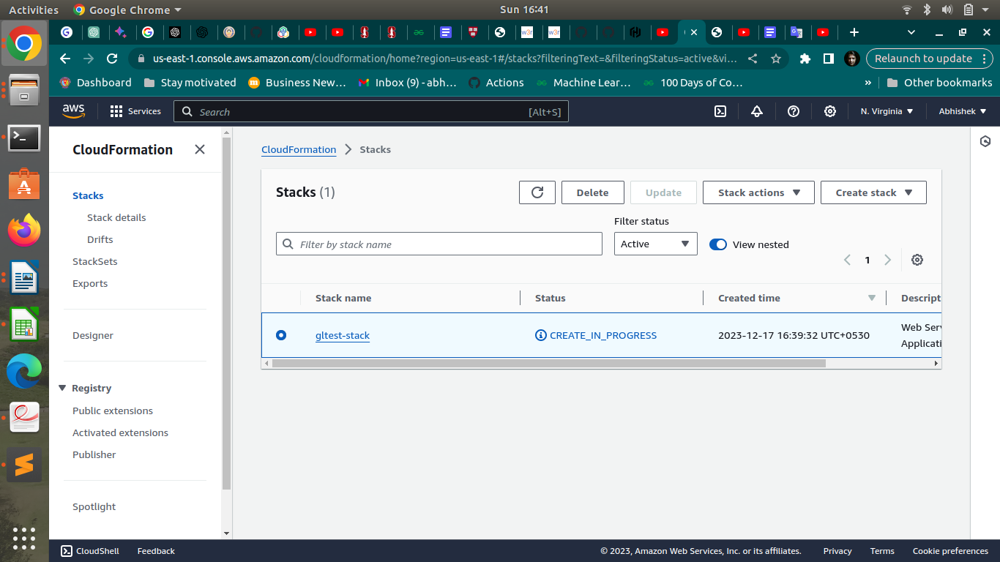 Activities Google Chrome Sun 16:41
us-east-1.console.aws.amazon.com/cloudformation/home?region=us-east-1#/stacks?filteringText=&filteringStatus=active&vi… Relaunch to update
Dashboard Stay motivated Business New… Inbox (9) - abh… Actions Machine Lear… 100 Days of Co… » Other bookmarks
aws Services Search [Alt+S] N. Virginia Abhishek
CloudFormation
Stacks
Stack details
Drifts
StackSets
Exports
Designer
Registry
Public extensions
Activated extensions
Publisher
Spotlight
CloudFormation Stacks
Stacks (1) Delete Update Stack actions Create stack
Filter status
Filter by stack name Active View nested
1
Stack name Status Created time Descript
gltest-stack CREATE_IN_PROGRESS 2023-12-17 16:39:32 UTC+0530 Web Serv
Applicati
CloudShell Feedback © 2023, Amazon Web Services, Inc. or its affiliates. Privacy Terms Cookie preferences